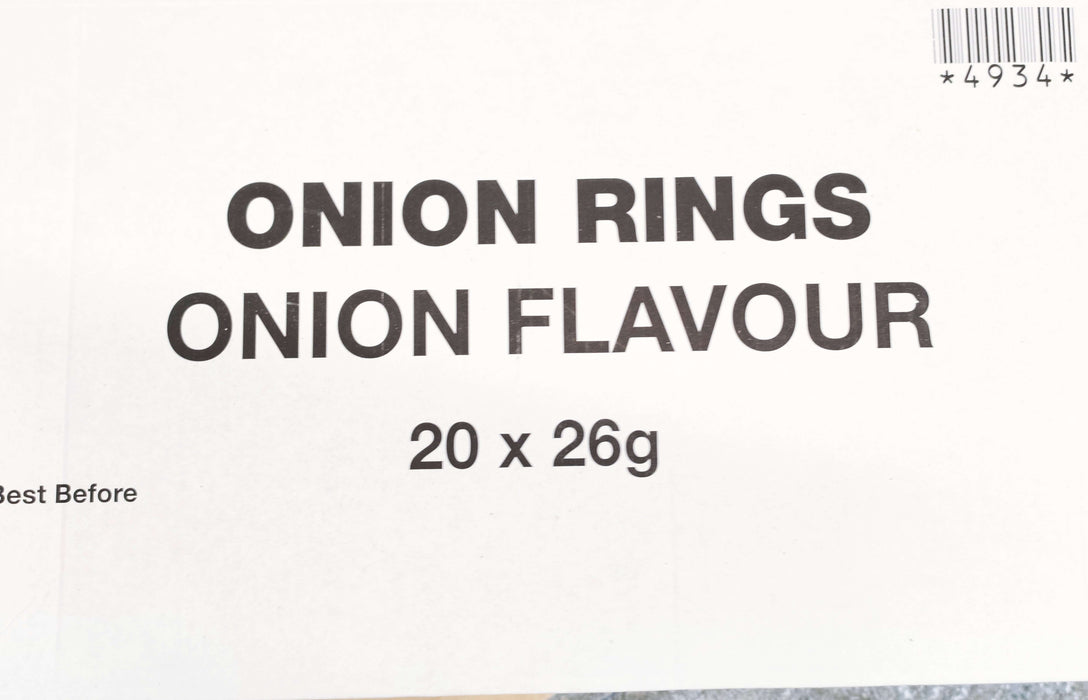 *4934*
ONION RINGS
ONION FLAVOUR
20 x 26g
Best Before